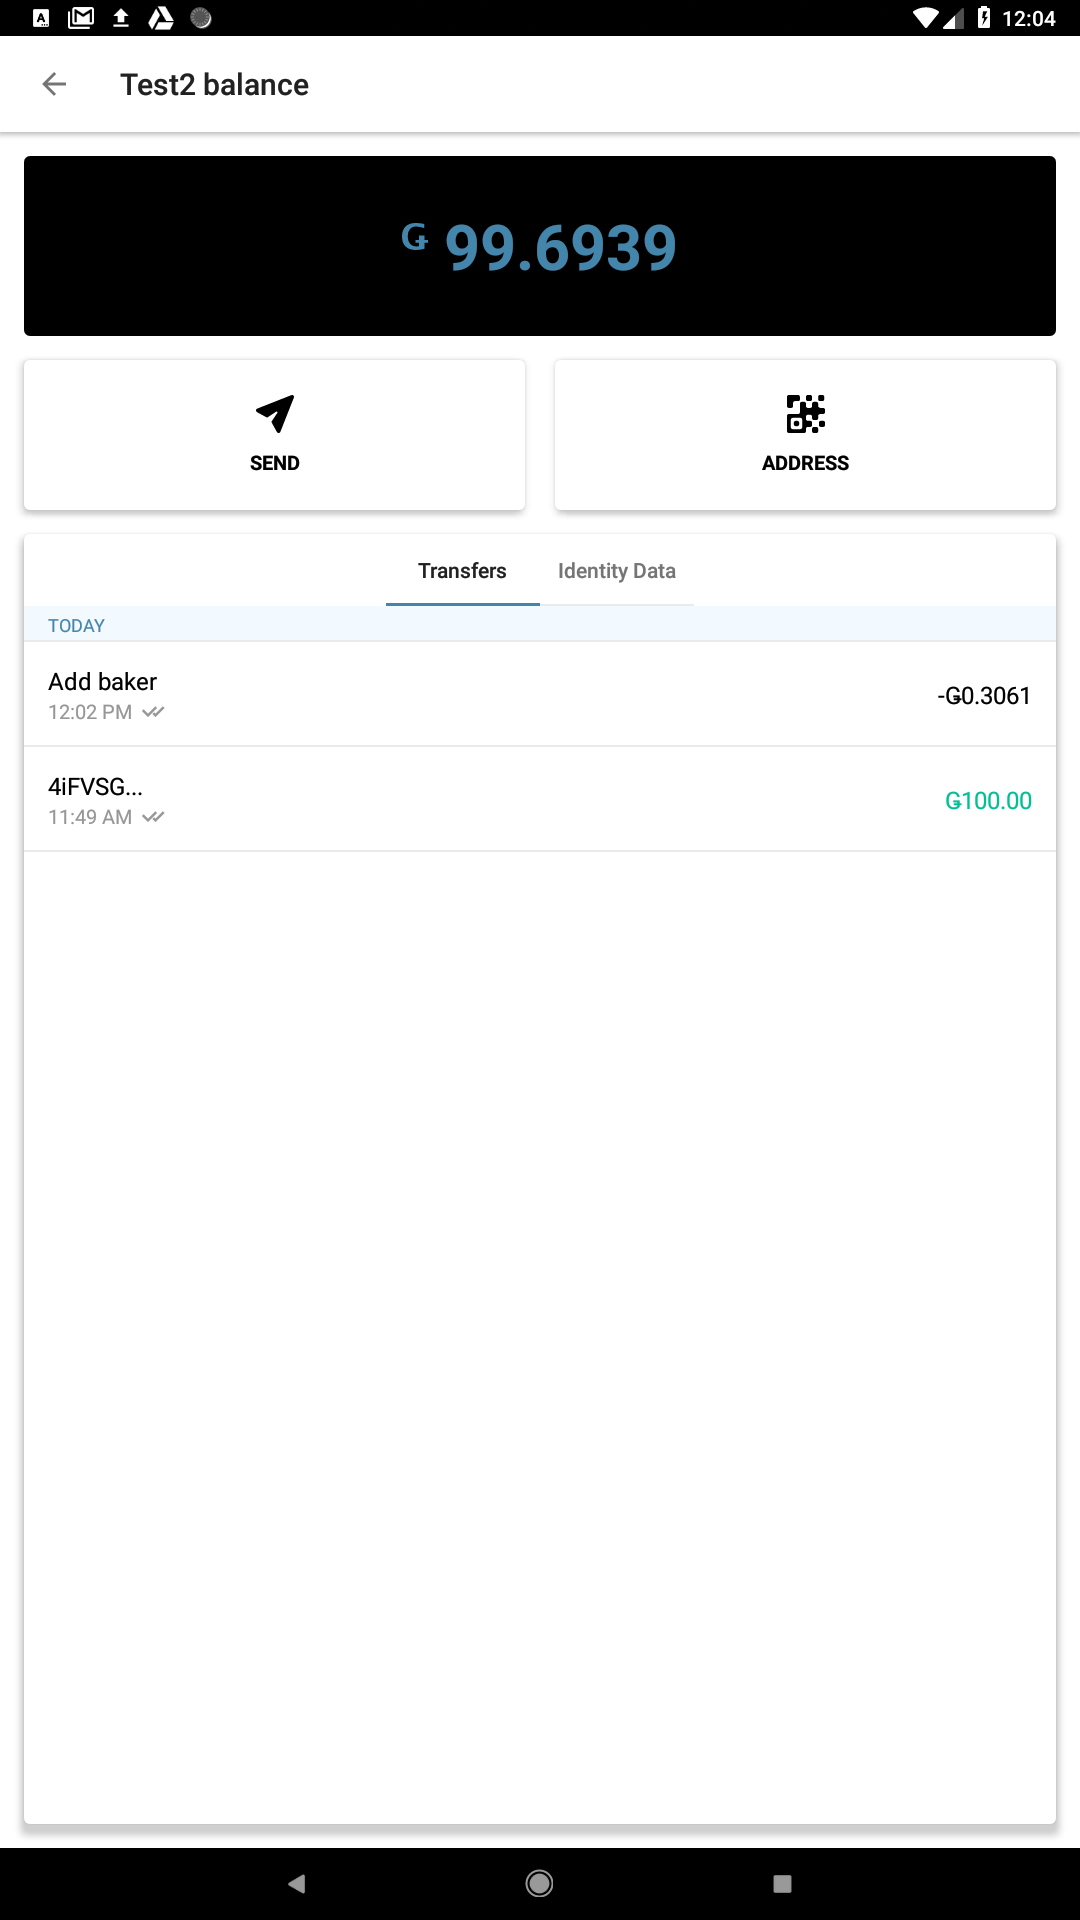 12:04
Test2 balance
Ǥ 99.6939
SEND
ADDRESS
Transfers
Identity Data
TODAY
Add baker
-Ǥ0.3061
12:02 PM
4iFVSG...
Ǥ100.00
11:49 AM